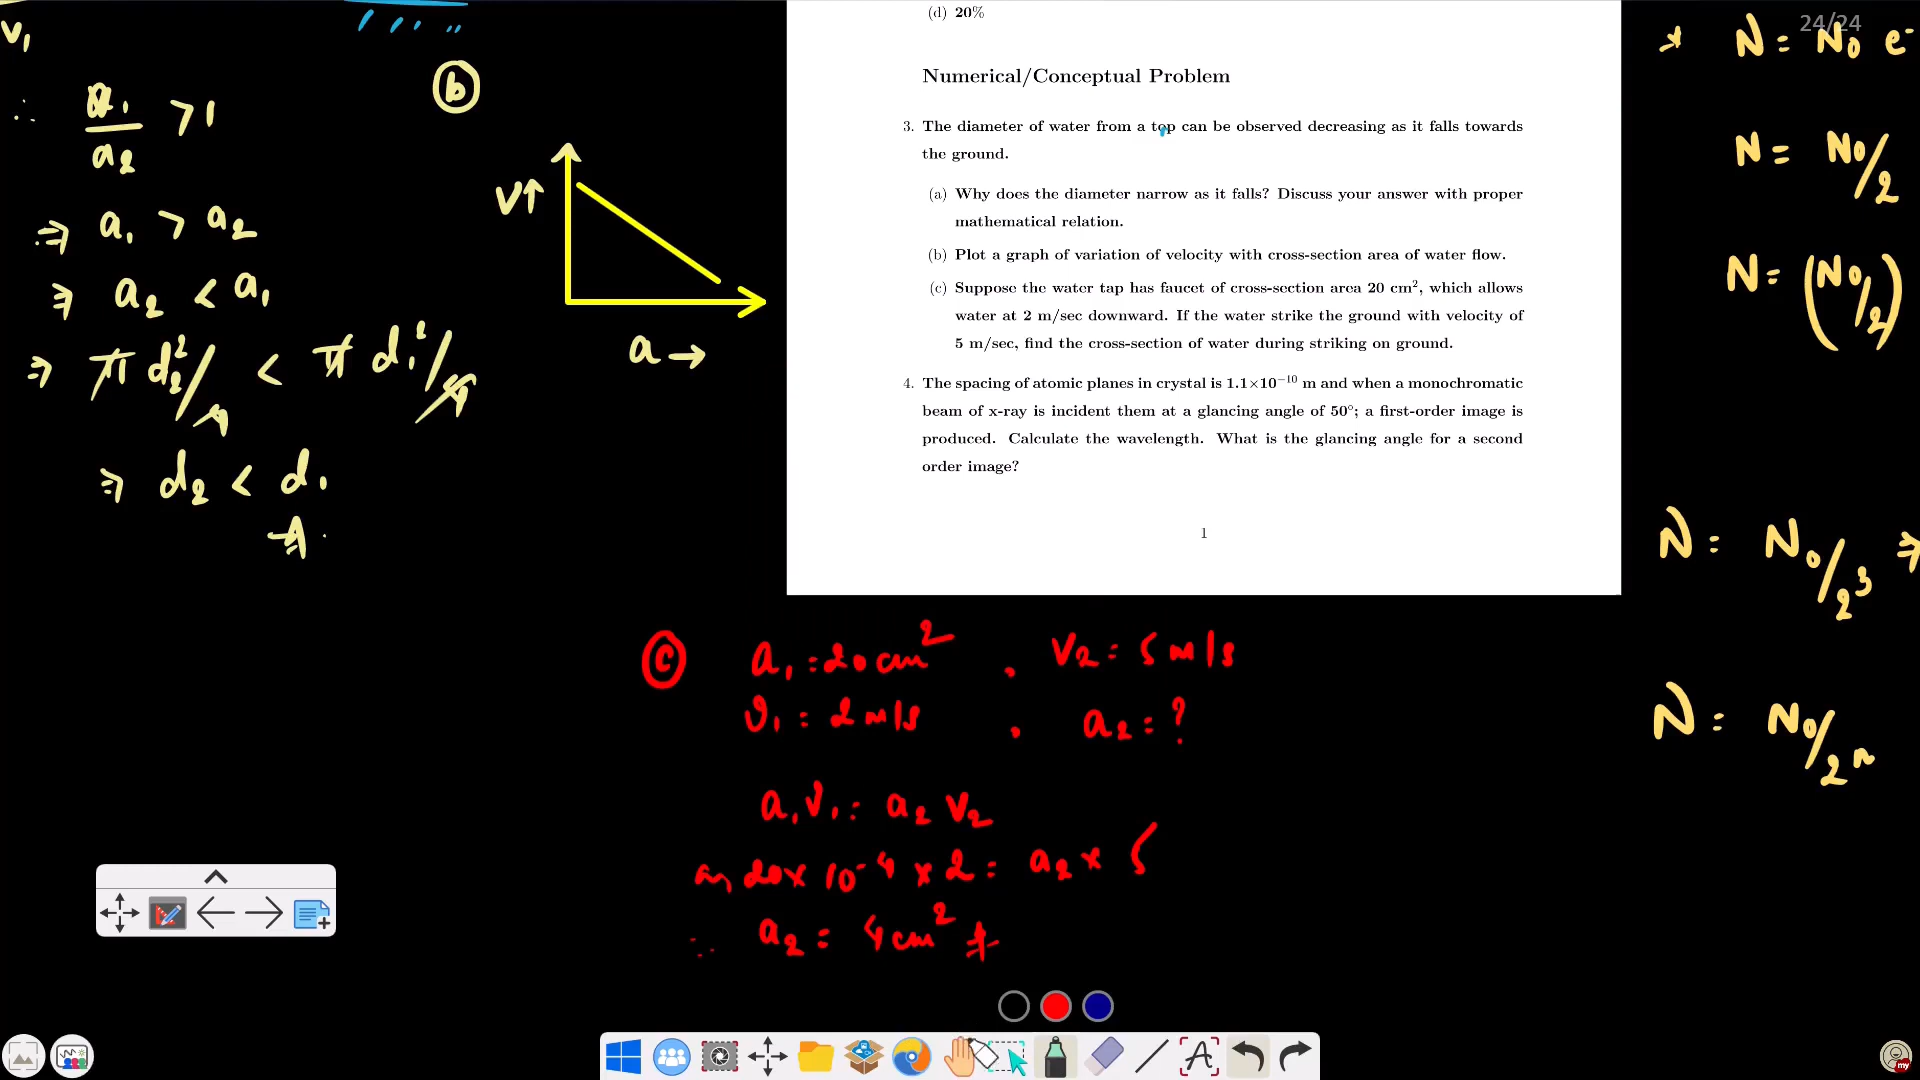 V₁
∴ a₁/a₂ > 1
⇒ a₁ > a₂
⇒ a₂ < a₁
⇒ πd₂²/4 < πd₁²/4
⇒ d₂ < d₁
(b)
V↑
a →
(d) 20%
Numerical/Conceptual Problem
3. The diameter of water from a top can be observed decreasing as it falls towards
the ground.
(a) Why does the diameter narrow as it falls? Discuss your answer with proper
mathematical relation.
(b) Plot a graph of variation of velocity with cross-section area of water flow.
(c) Suppose the water tap has faucet of cross-section area 20 cm², which allows
water at 2 m/sec downward. If the water strike the ground with velocity of
5 m/sec, find the cross-section of water during striking on ground.
4. The spacing of atomic planes in crystal is 1.1×10⁻¹⁰ m and when a monochromatic
beam of x-ray is incident them at a glancing angle of 50°; a first-order image is
produced. Calculate the wavelength. What is the glancing angle for a second
order image?
1
(c) a₁ = 20 cm² , V₂ = 5 m/s
v₁ = 2 m/s , a₂ = ?
a₁v₁ = a₂ V₂
20 × 10⁻⁴ × 2 = a₂ × 5
∴ a₂ = 4 cm²
24/24
* N = N₀ e⁻
N = N₀/2
N = (N₀/2)
N = N₀/2³ ⇒
N = N₀/2ⁿ
my